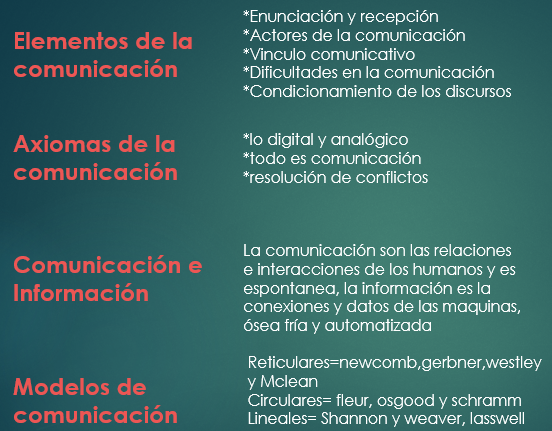 Elementos de la
comunicación
*Enunciación y recepción
*Actores de la comunicación
*Vinculo comunicativo
*Dificultades en la comunicación
*Condicionamiento de los discursos
Axiomas de la
comunicación
*lo digital y analógico
*todo es comunicación
*resolución de conflictos
Comunicación e
Información
La comunicación son las relaciones
e interacciones de los humanos y es
espontanea, la información es la
conexiones y datos de las maquinas,
ósea fría y automatizada
Modelos de
comunicación
Reticulares=newcomb,gerbner,westley
y Mclean
Circulares= fleur, osgood y schramm
Lineales= Shannon y weaver, lasswell